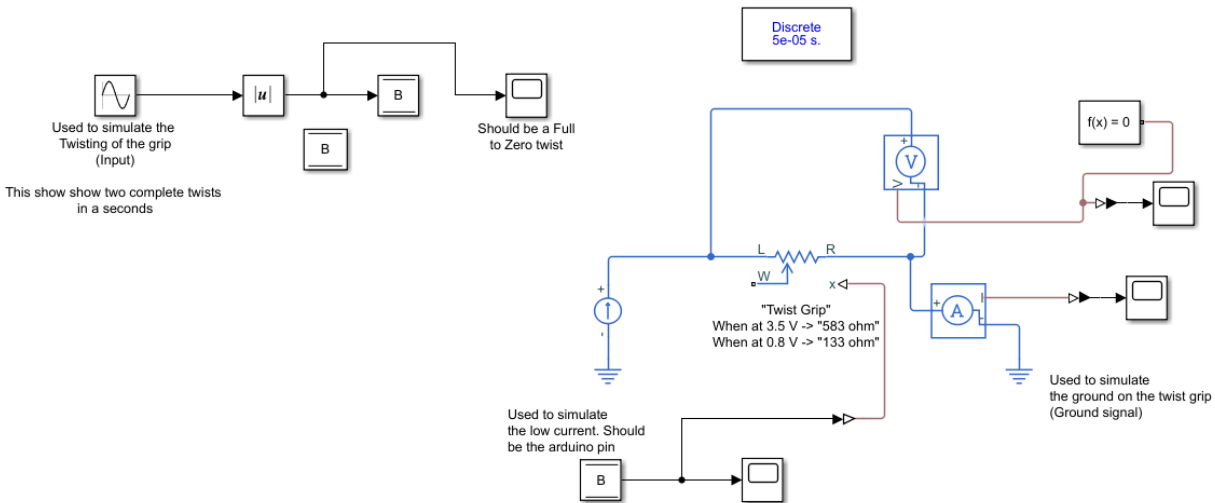 Discrete
5e-05 s.
|u|
B
Used to simulate the
Twisting of the grip
(Input)
B
Should be a Full
to Zero twist
This show show two complete twists
in a seconds
f(x) = 0
+
V
-
V
L
R
W
x
+
-
"Twist Grip"
When at 3.5 V -> "583 ohm"
When at 0.8 V -> "133 ohm"
+
A
I
-
Used to simulate
the ground on the twist grip
(Ground signal)
Used to simulate
the low current. Should
be the arduino pin
B